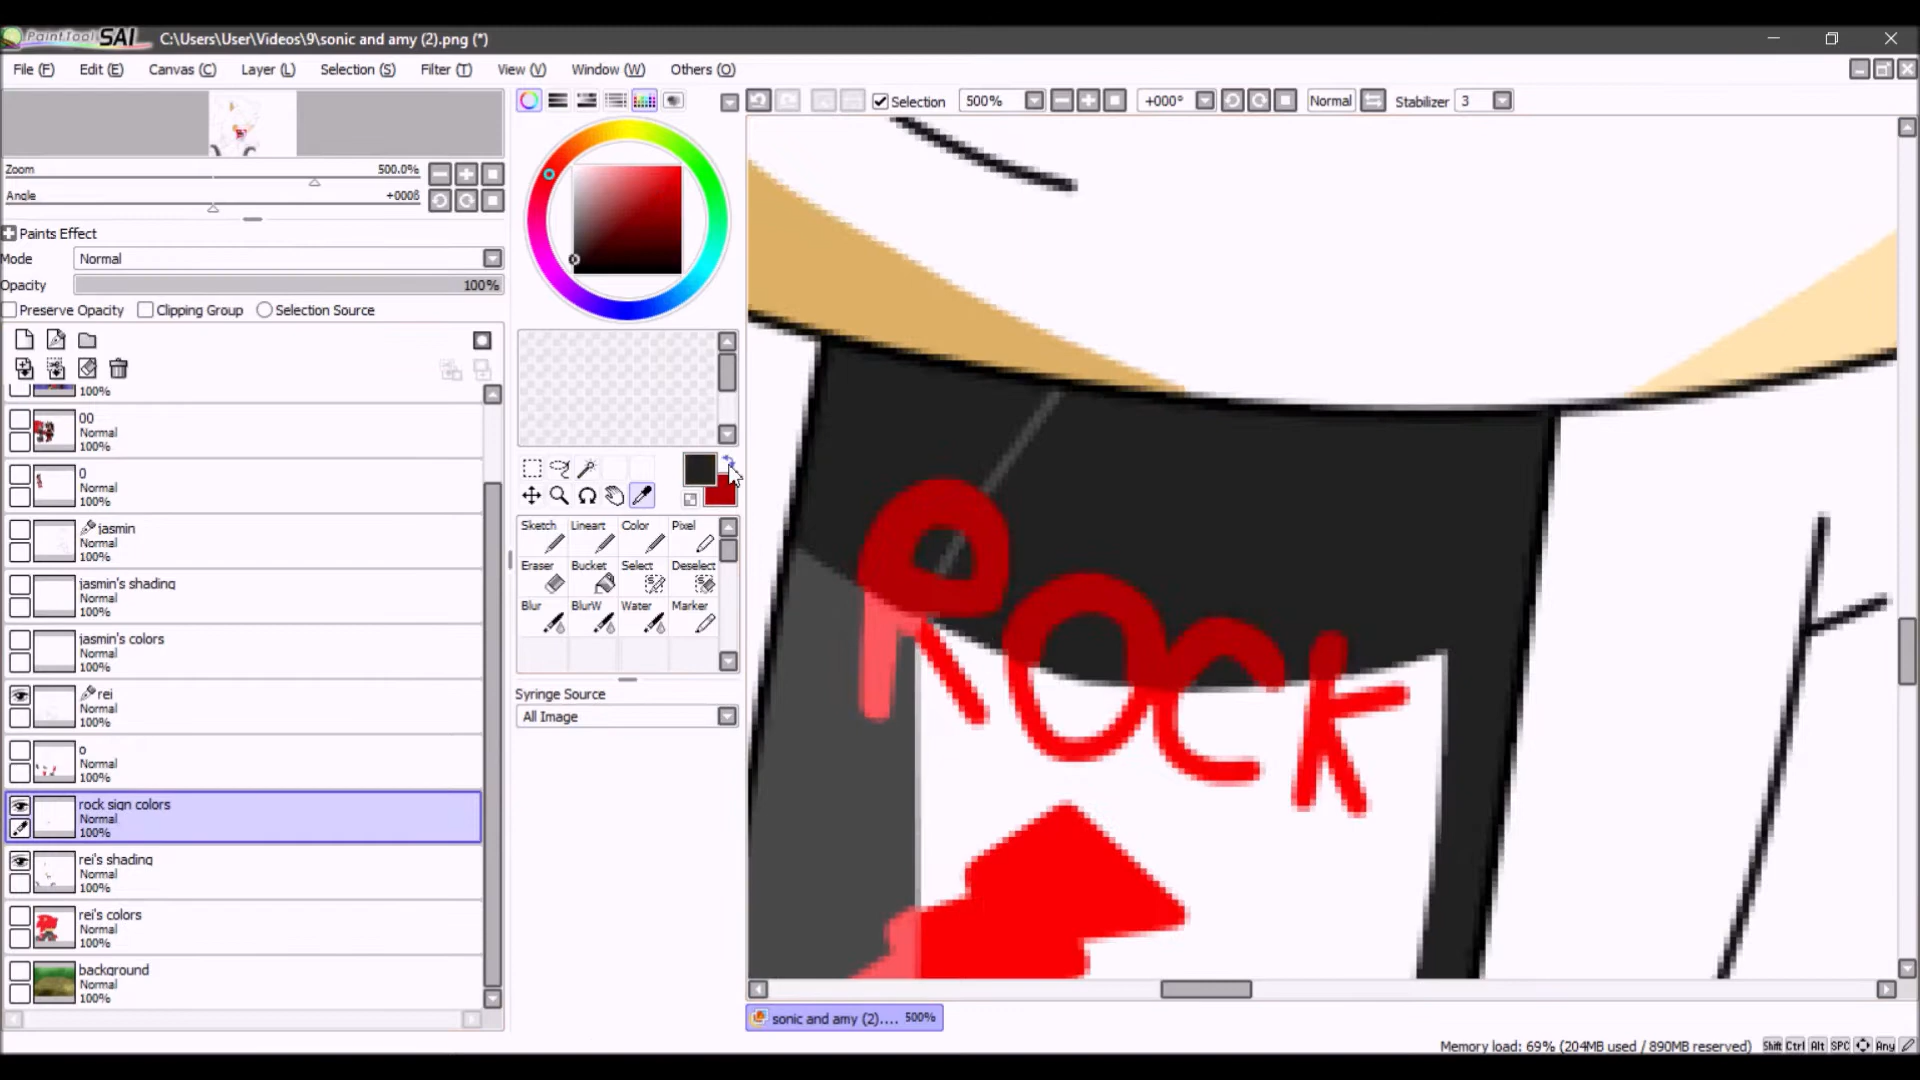 PaintTool SAI C:\Users\User\Videos\9\sonic and amy (2).png (*)
File (F) Edit (E) Canvas (C) Layer (L) Selection (S) Filter (T) View (V) Window (W) Others (O)
Selection 500% +000° Normal Stabilizer 3
Zoom 500.0%
Angle +000ß
Paints Effect
Mode Normal
Opacity 100%
Preserve Opacity Clipping Group Selection Source
100%
00
Normal
100%
0
Normal
100%
jasmin
Normal
100%
jasmin's shading
Normal
100%
jasmin's colors
Normal
100%
rei
Normal
100%
o
Normal
100%
rock sign colors
Normal
100%
rei's shading
Normal
100%
rei's colors
Normal
100%
background
Normal
100%
Sketch Lineart Color Pixel
Eraser Bucket Select Deselect
Blur BlurW Water Marker
Syringe Source
All Image
ROCK
sonic and amy (2).... 500%
Memory load: 69% (204MB used / 890MB reserved) Shift Ctrl Alt SPC Any